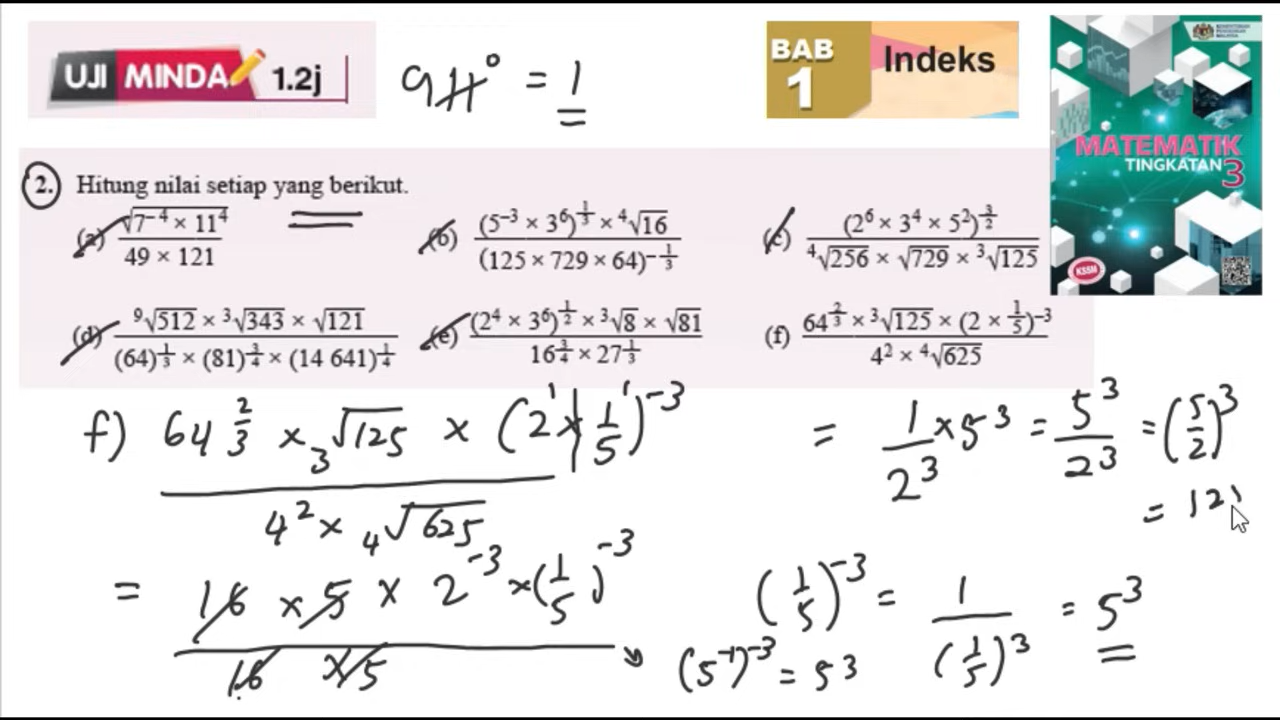 UJI MINDA 1.2j
9H⁰ = 1
BAB 1 Indeks
MATEMATIK
TINGKATAN 3
KSSM
2. Hitung nilai setiap yang berikut.
(a) √(7⁻⁴ × 11⁴) / (49 × 121)
(b) (5⁻³ × 3⁶)^(1/3) × ⁴√16 / (125 × 729 × 64)^(−1/3)
(c) (2⁶ × 3⁴ × 5²)^(3/2) / (⁴√256 × √729 × ³√125)
(d) ⁹√512 × ³√343 × √121 / ((64)^(1/3) × (81)^(3/4) × (14 641)^(1/4))
(e) (2⁴ × 3⁶)^(1/2) × ³√8 × √81 / (16^(3/4) × 27^(1/3))
(f) 64^(2/3) × ³√125 × (2 × 1/5)⁻³ / (4² × ⁴√625)
f) 64^(2/3) × ³√125 × (2¹ × 1/5¹)⁻³ / (4² × ⁴√625)
= 16 × 5 × 2⁻³ × (1/5)⁻³ / (16 × 5)
= 1/2³ × 5³ = 5³/2³ = (5/2)³
= 12
(1/5)⁻³ = 1/(1/5)³ = 5³
(5⁻¹)⁻³ = 5³